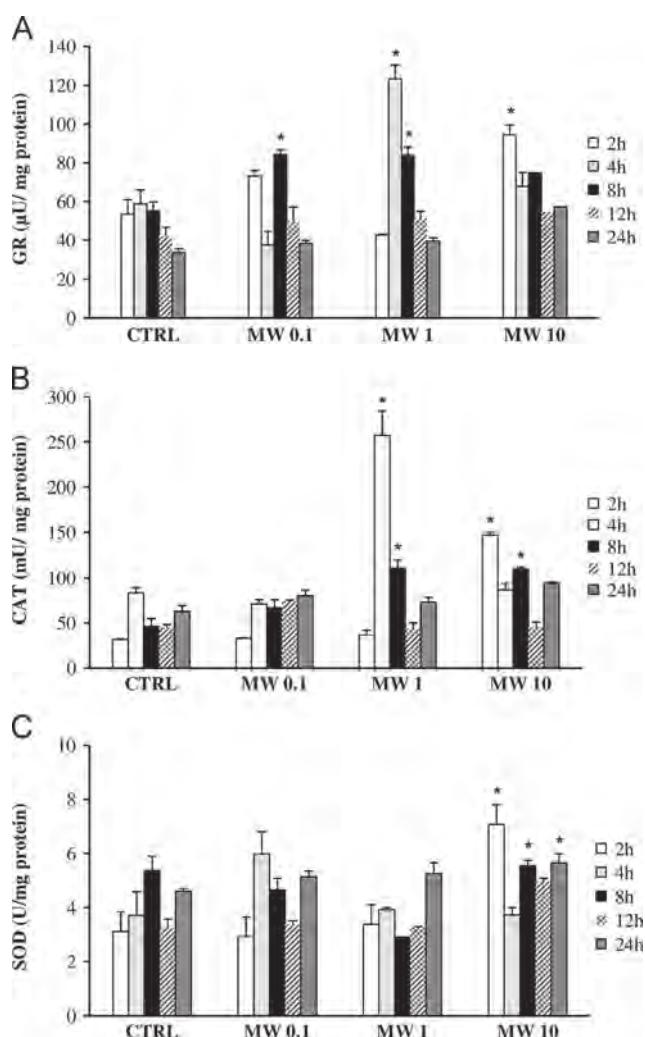 A
GR (µU/ mg protein)
140
120
100
80
60
40
20
0
* * * *
CTRL MW 0.1 MW 1 MW 10
2h
4h
8h
12h
24h
B
CAT (mU/ mg protein)
300
250
200
150
100
50
0
* * * *
CTRL MW 0.1 MW 1 MW 10
2h
4h
8h
12h
24h
C
SOD (U/mg protein)
10
8
6
4
2
0
* * *
CTRL MW 0.1 MW 1 MW 10
2h
4h
8h
12h
24h